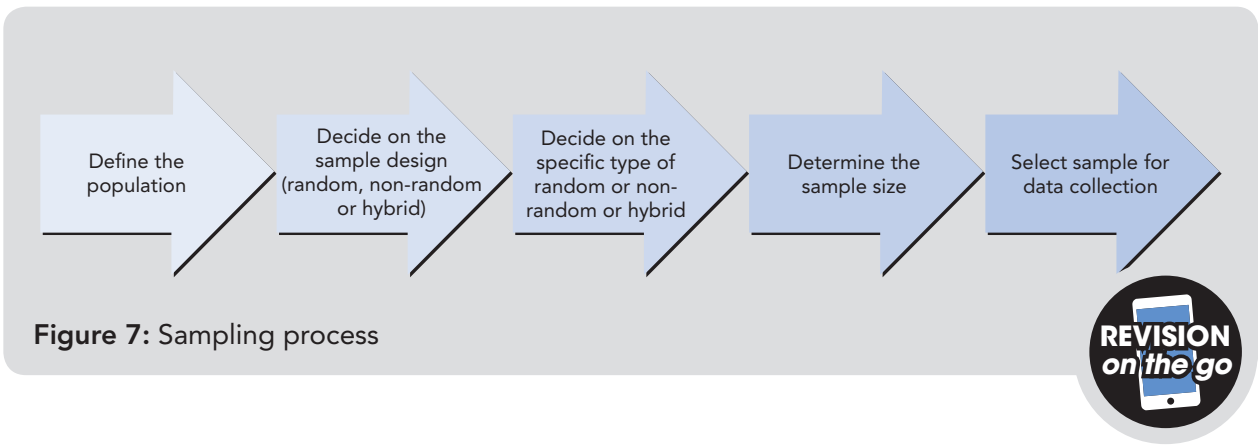 Define the
population
Decide on the
sample design
(random, non-random
or hybrid)
Decide on the
specific type of
random or non-
random or hybrid
Determine the
sample size
Select sample for
data collection
Figure 7: Sampling process
REVISION
on the go